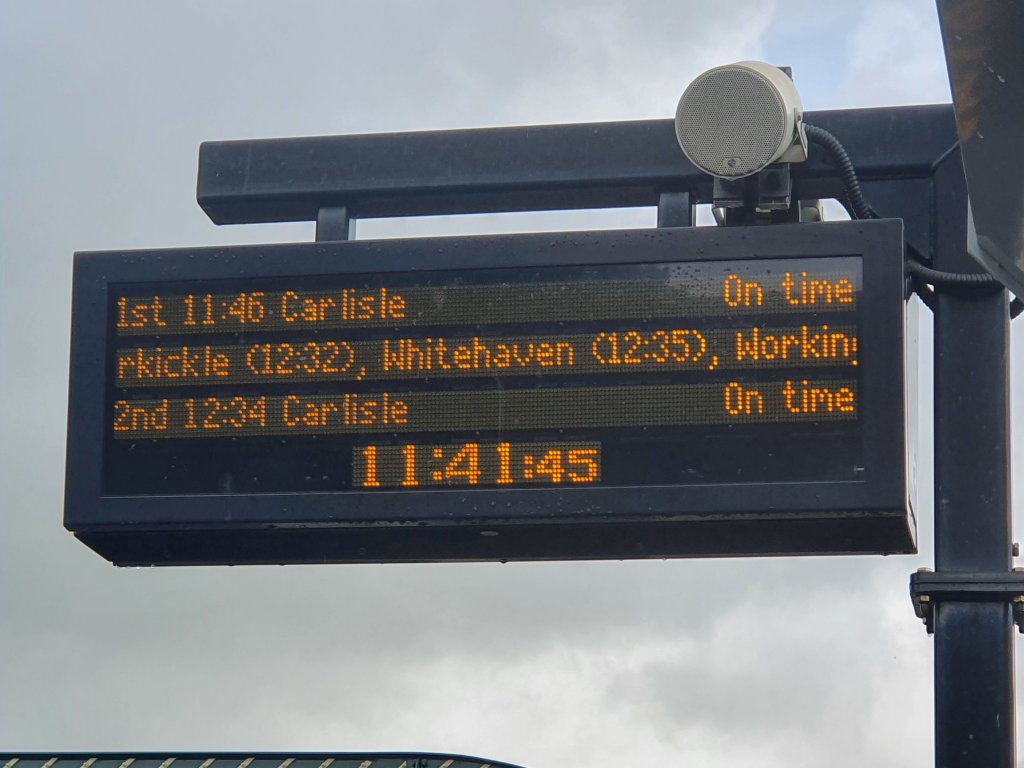 1st 11:46 Carlisle On time
rkickle (12:32), Whitehaven (12:35), Workin
2nd 12:34 Carlisle On time
11:41:45